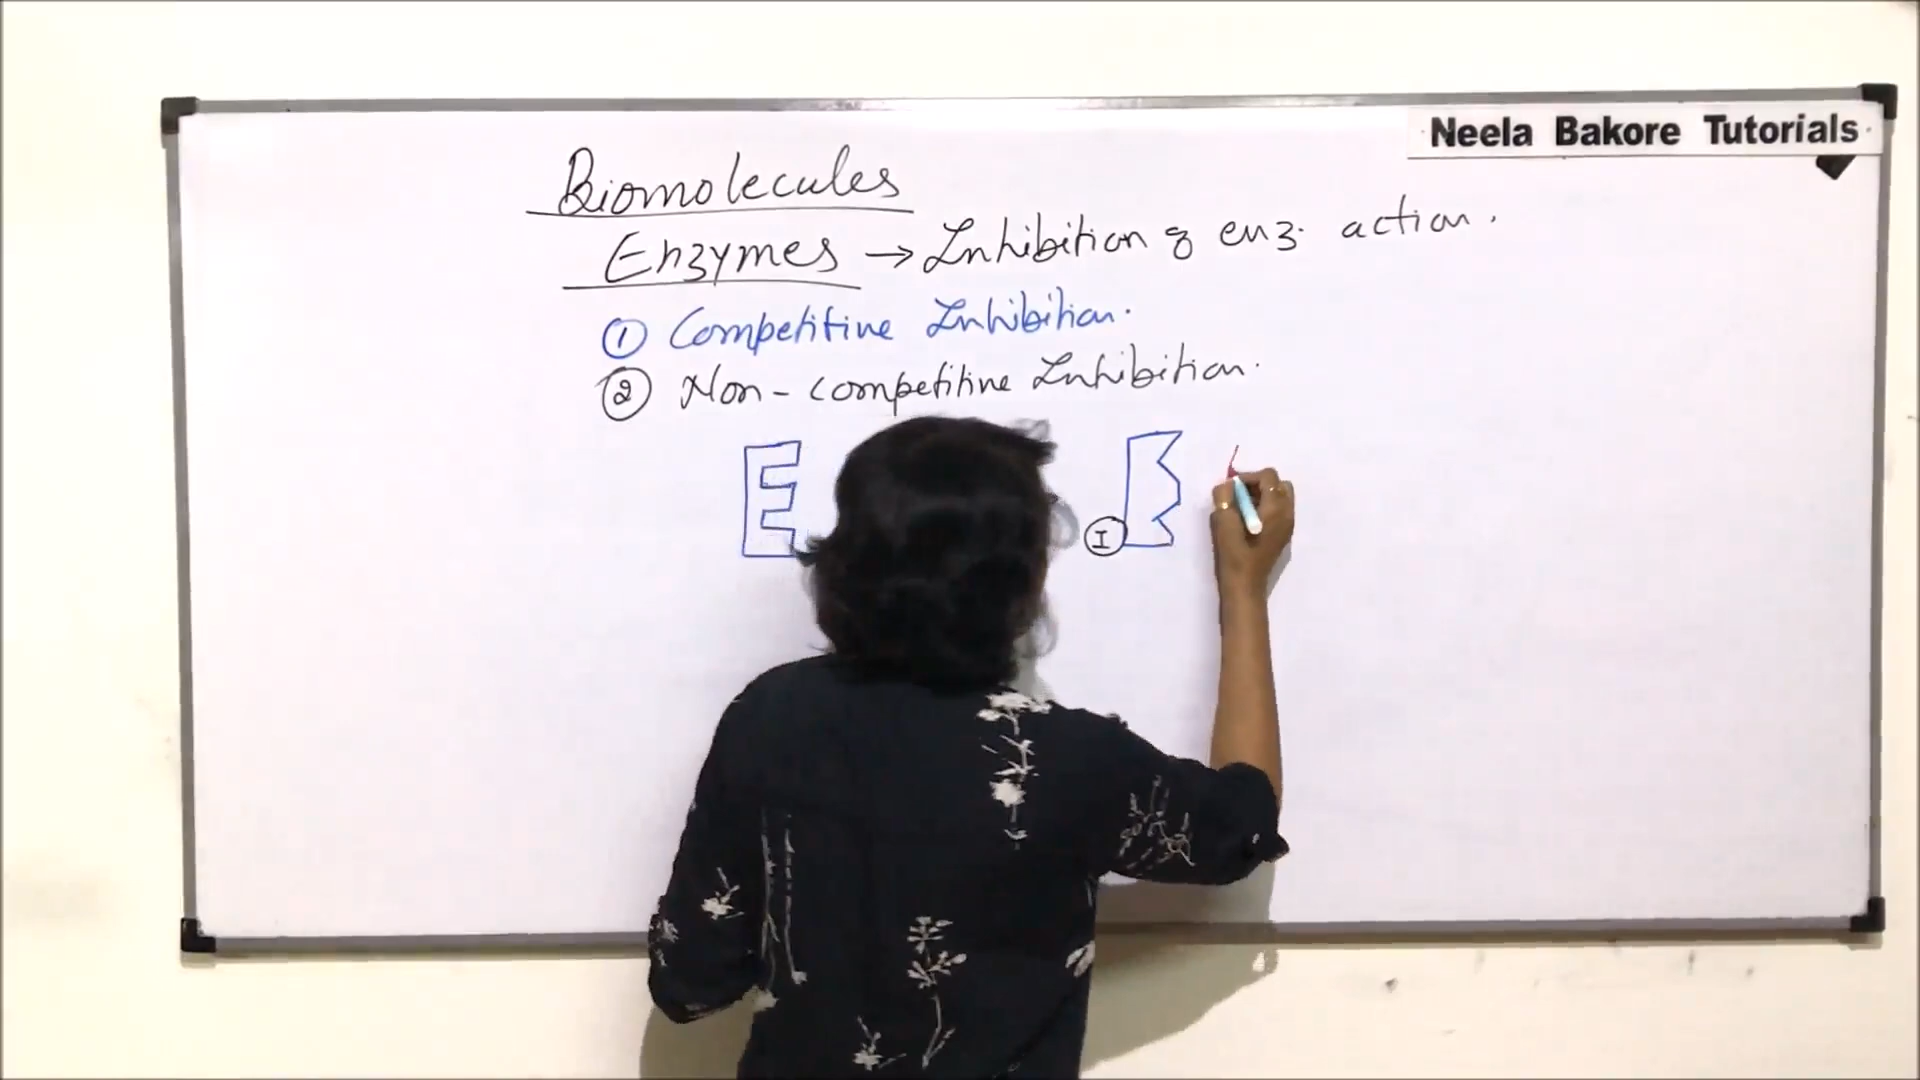 Neela Bakore Tutorials
Biomolecules
Enzymes → Inhibition of enz. action.
① Competitive Inhibition.
② Non-competitive Inhibition.
I